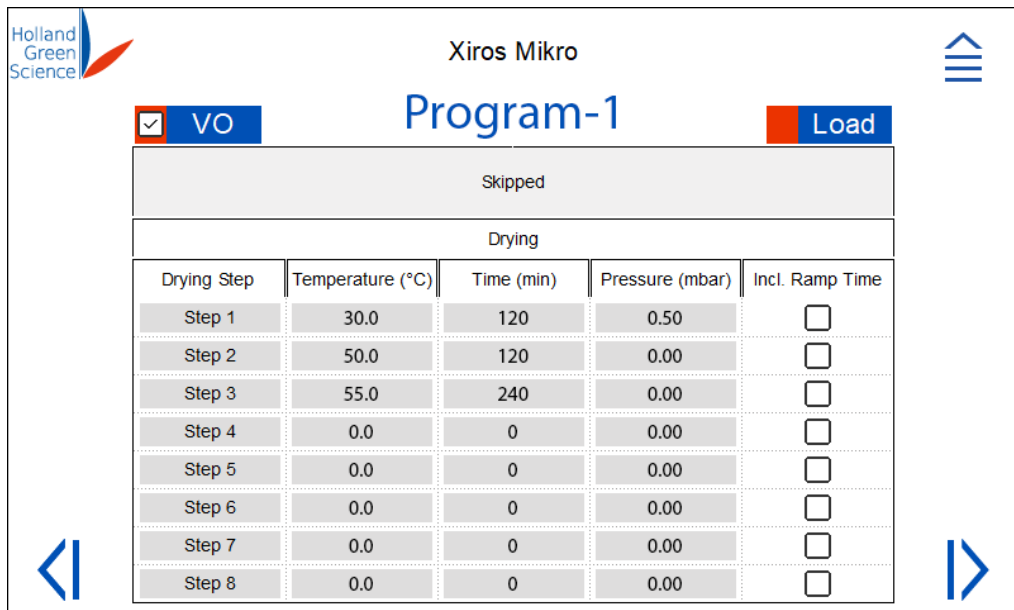 Holland
Green
Science
Xiros Mikro
Program-1
VO
Load
Skipped
Drying
Drying Step Temperature (°C) Time (min) Pressure (mbar) Incl. Ramp Time
Step 1 30.0 120 0.50
Step 2 50.0 120 0.00
Step 3 55.0 240 0.00
Step 4 0.0 0 0.00
Step 5 0.0 0 0.00
Step 6 0.0 0 0.00
Step 7 0.0 0 0.00
Step 8 0.0 0 0.00